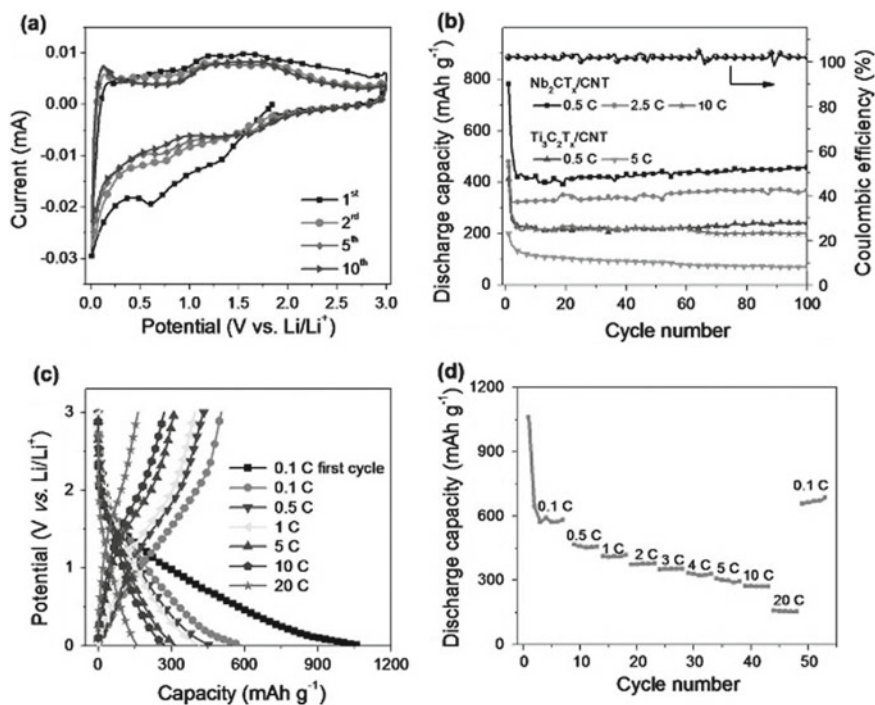 (a)
0.01
0.00
-0.01
-0.02
-0.03
Current (mA)
1st
2rd
5th
10th
0.0 0.5 1.0 1.5 2.0 2.5 3.0
Potential (V vs. Li/Li+)
(b)
800
600
400
200
0
Discharge capacity (mAh g-1)
Nb2CTx/CNT
0.5 C 2.5 C 10 C
Ti3C2Tx/CNT
0.5 C 5 C
100
80
60
40
20
0
Coulombic efficiency (%)
0 20 40 60 80 100
Cycle number
(c)
3
2
1
0
Potential (V vs. Li/Li+)
0.1 C first cycle
0.1 C
0.5 C
1 C
5 C
10 C
20 C
0 300 600 900 1200
Capacity (mAh g-1)
(d)
1200
900
600
300
0
Discharge capacity (mAh g-1)
0.1 C
0.5 C
1 C
2 C
3 C
4 C
5 C
10 C
20 C
0.1 C
0 10 20 30 40 50
Cycle number